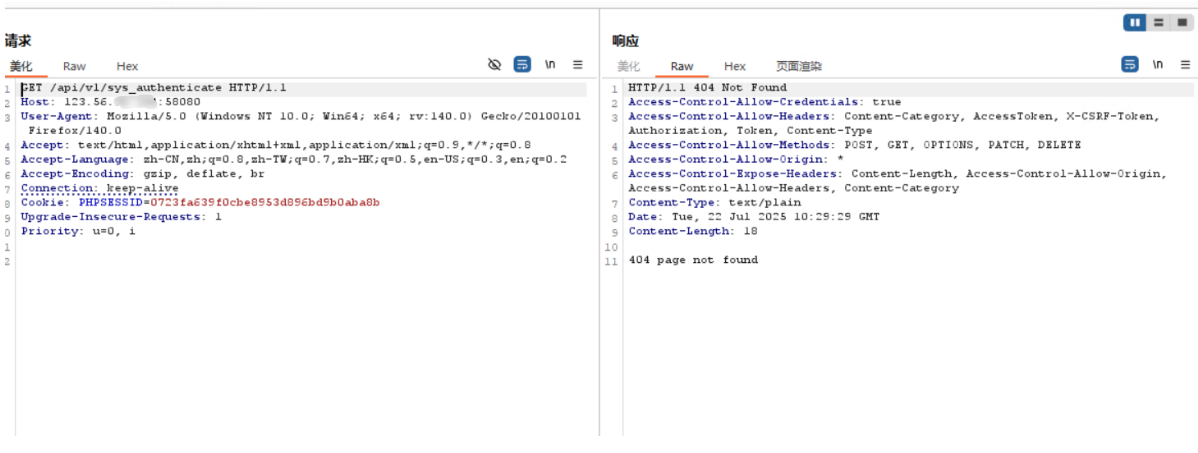 请求
美化 Raw Hex \n
1 GET /api/v1/sys_authenticate HTTP/1.1
2 Host: 123.56. :58080
3 User-Agent: Mozilla/5.0 (Windows NT 10.0; Win64; x64; rv:140.0) Gecko/20100101
Firefox/140.0
4 Accept: text/html,application/xhtml+xml,application/xml;q=0.9,*/*;q=0.8
5 Accept-Language: zh-CN,zh;q=0.8,zh-TW;q=0.7,zh-HK;q=0.5,en-US;q=0.3,en;q=0.2
6 Accept-Encoding: gzip, deflate, br
7 Connection: keep-alive
8 Cookie: PHPSESSID=0723fa639f0cbe8953d896bd9b0aba8b
9 Upgrade-Insecure-Requests: 1
0 Priority: u=0, i
1
2
响应
美化 Raw Hex 页面渲染 \n
1 HTTP/1.1 404 Not Found
2 Access-Control-Allow-Credentials: true
3 Access-Control-Allow-Headers: Content-Category, AccessToken, X-CSRF-Token,
Authorization, Token, Content-Type
4 Access-Control-Allow-Methods: POST, GET, OPTIONS, PATCH, DELETE
5 Access-Control-Allow-Origin: *
6 Access-Control-Expose-Headers: Content-Length, Access-Control-Allow-Origin,
Access-Control-Allow-Headers, Content-Category
7 Content-Type: text/plain
8 Date: Tue, 22 Jul 2025 10:29:29 GMT
9 Content-Length: 18
10
11 404 page not found